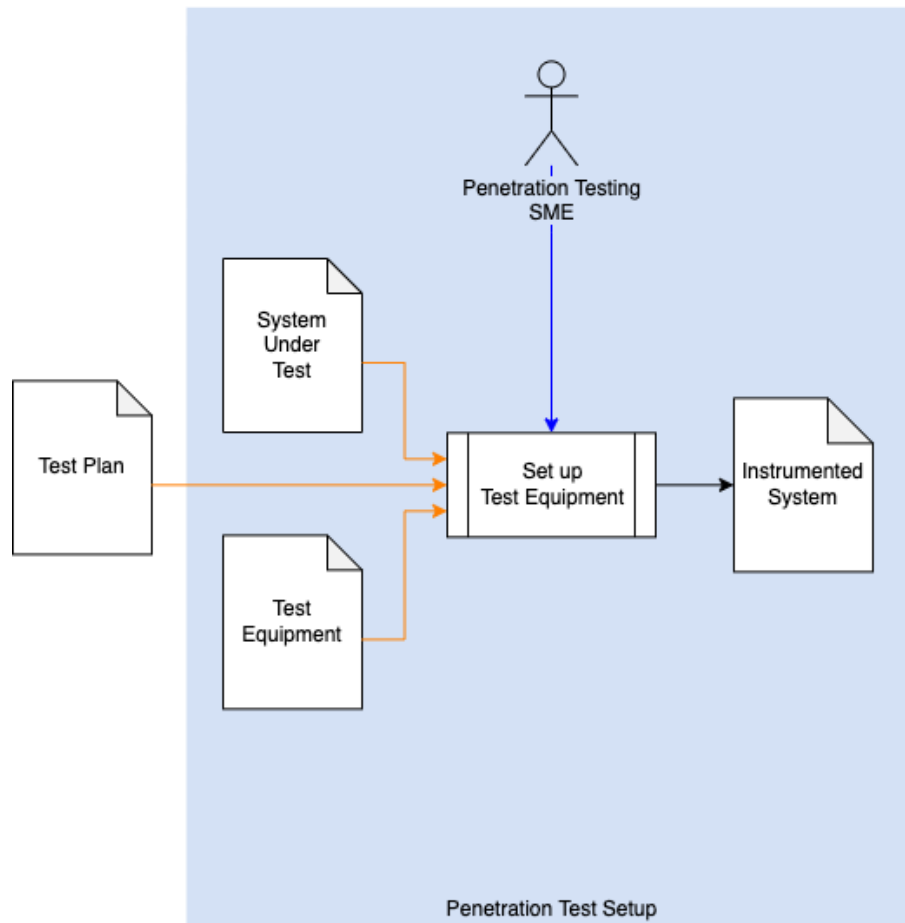 Penetration Testing
SME
System
Under
Test
Test Plan
Set up
Test Equipment
Instrumented
System
Test
Equipment
Penetration Test Setup